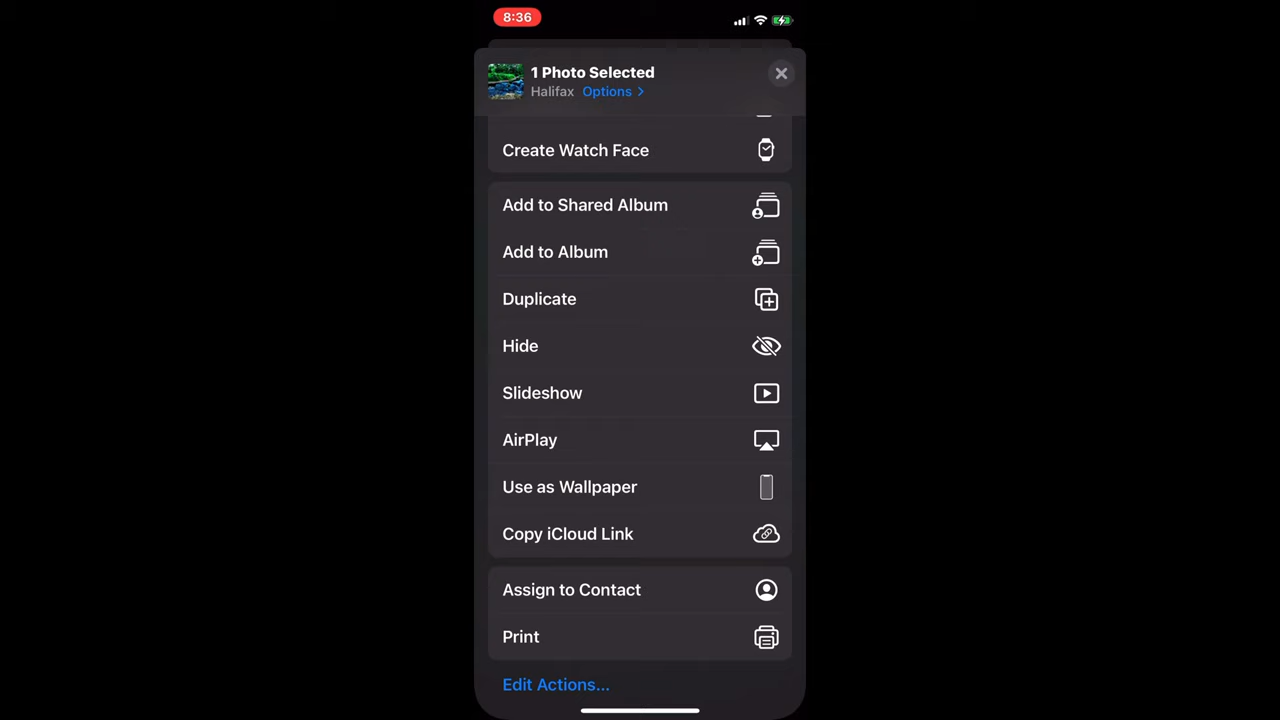 8:36
1 Photo Selected
Halifax Options >
Create Watch Face
Add to Shared Album
Add to Album
Duplicate
Hide
Slideshow
AirPlay
Use as Wallpaper
Copy iCloud Link
Assign to Contact
Print
Edit Actions...